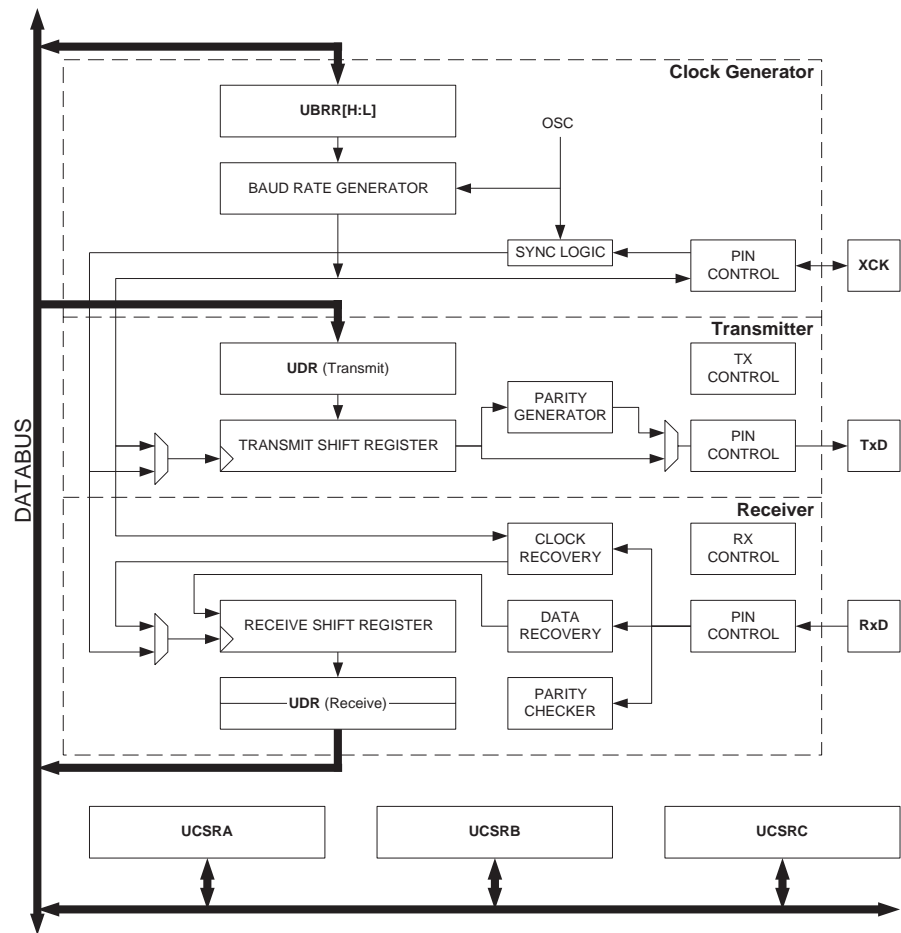 Clock Generator
UBRR[H:L]
OSC
BAUD RATE GENERATOR
SYNC LOGIC
PIN
CONTROL
XCK
Transmitter
UDR (Transmit)
TX
CONTROL
PARITY
GENERATOR
TRANSMIT SHIFT REGISTER
PIN
CONTROL
TxD
DATABUS
Receiver
CLOCK
RECOVERY
RX
CONTROL
RECEIVE SHIFT REGISTER
DATA
RECOVERY
PIN
CONTROL
RxD
UDR (Receive)
PARITY
CHECKER
UCSRA
UCSRB
UCSRC